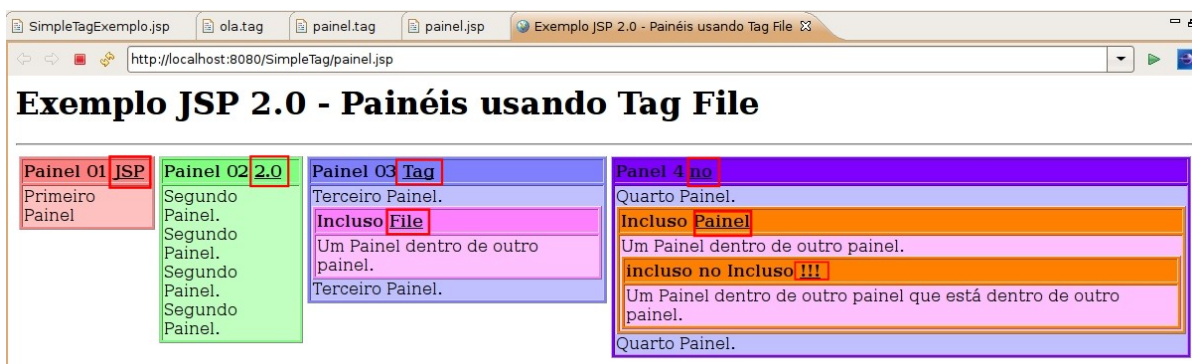 SimpleTagExemplo.jsp
ola.tag
painel.tag
painel.jsp
Exemplo JSP 2.0 - Painéis usando Tag File
http://localhost:8080/SimpleTag/painel.jsp
Exemplo JSP 2.0 - Painéis usando Tag File
Painel 01 JSP
Primeiro
Painel
Painel 02 2.0
Segundo
Painel.
Segundo
Painel.
Segundo
Painel.
Segundo
Painel.
Painel 03 Tag
Terceiro Painel.
Incluso File
Um Painel dentro de outro
painel.
Terceiro Painel.
Panel 4 no
Quarto Painel.
Incluso Painel
Um Painel dentro de outro painel.
incluso no Incluso !!!
Um Painel dentro de outro painel que está dentro de outro
painel.
Quarto Painel.